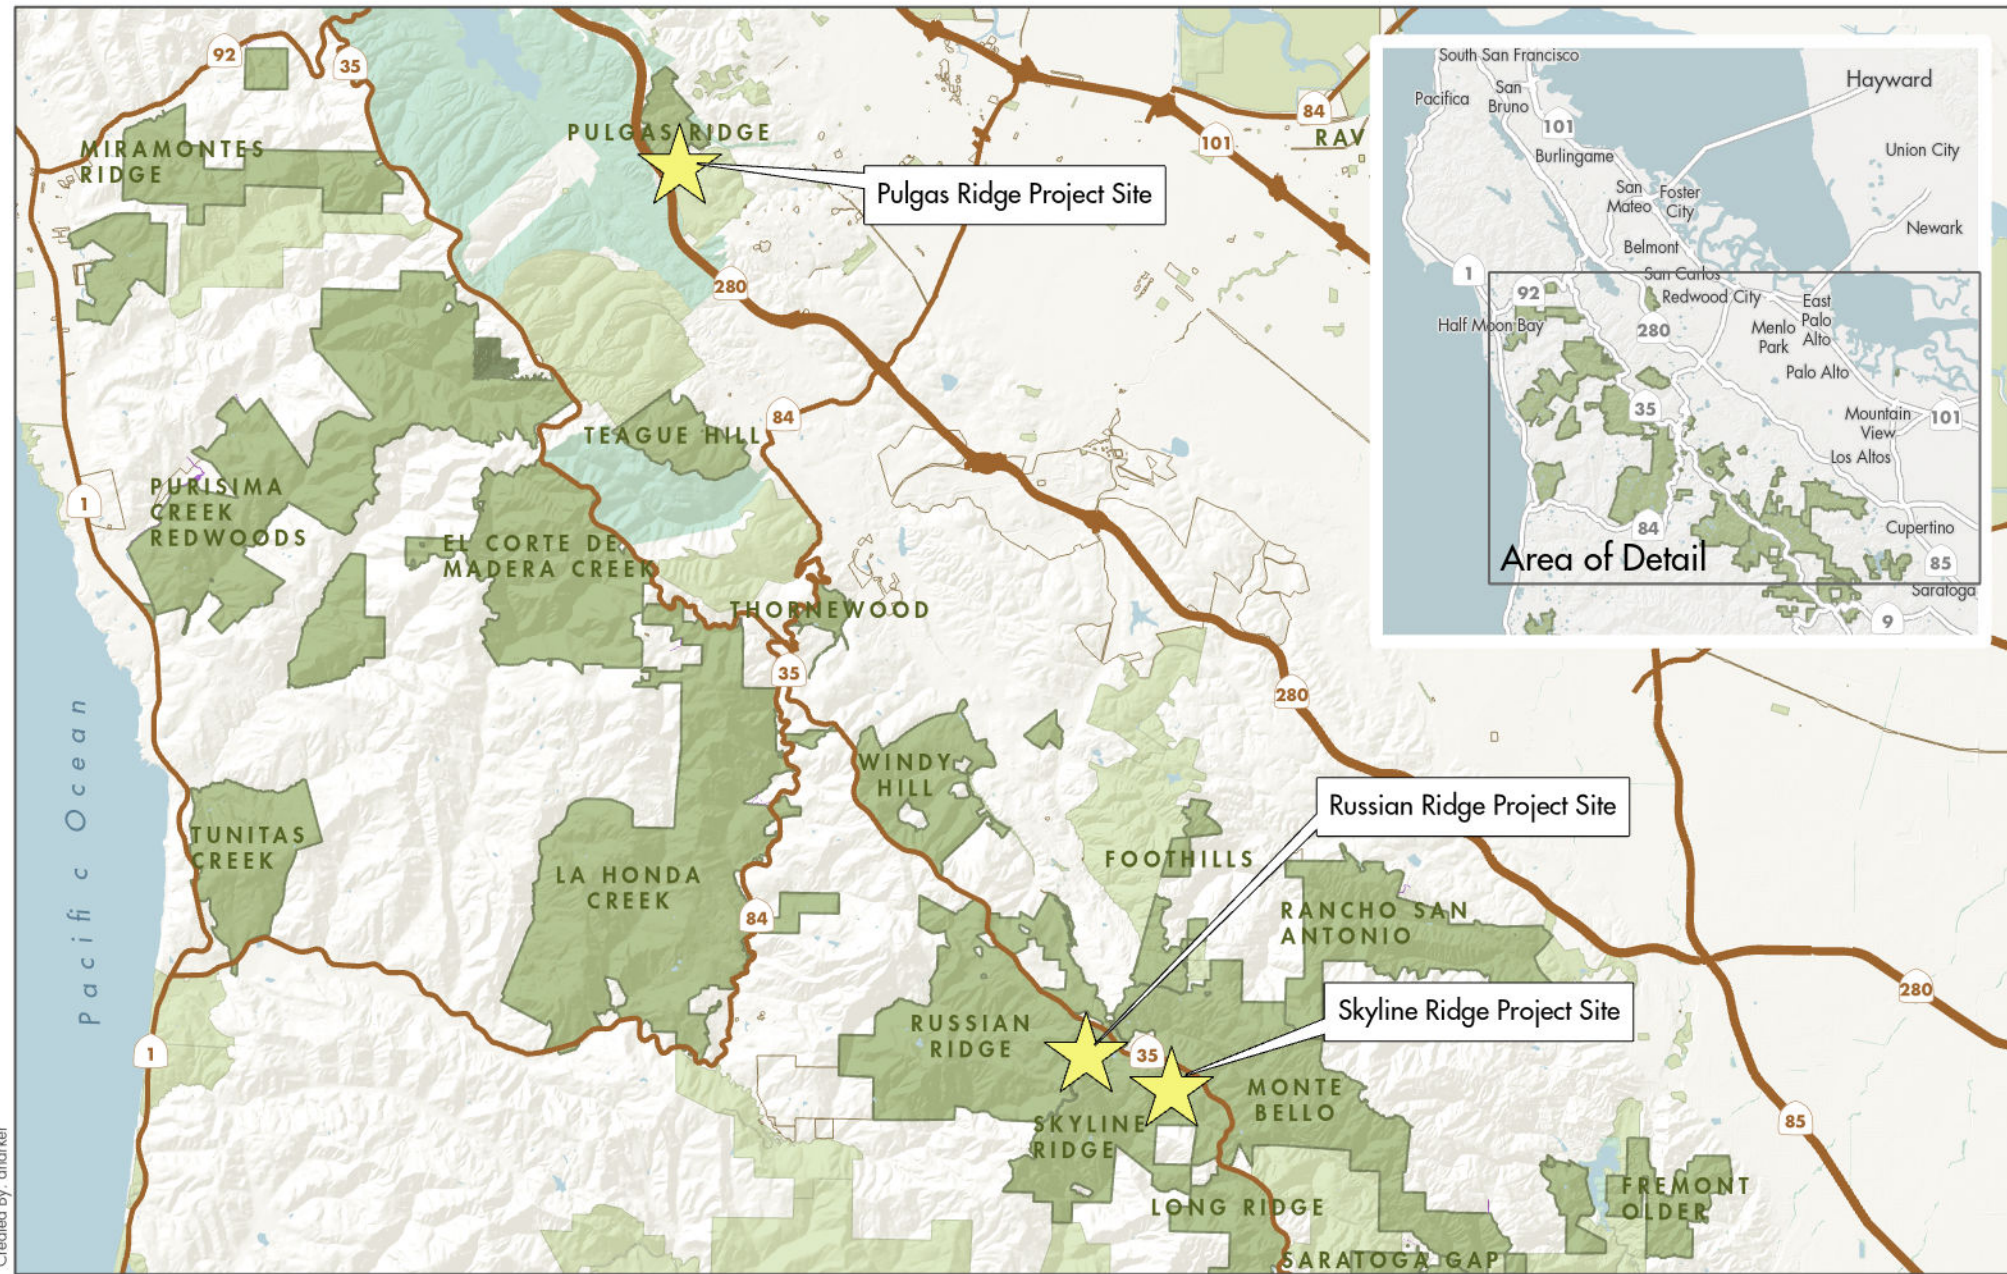 92
35
MIRAMONTES
RIDGE
PULGAS RIDGE
Pulgas Ridge Project Site
84
101
RAV
280
84
TEAGUE HILL
1
PURISIMA
CREEK
REDWOODS
EL CORTE DE
MADERA CREEK
THORNEWOOD
35
280
Pacific Ocean
WINDY
HILL
TUNITAS
CREEK
LA HONDA
CREEK
84
FOOTHILLS
Russian Ridge Project Site
RANCHO SAN
ANTONIO
Skyline Ridge Project Site
280
RUSSIAN
RIDGE
35
1
MONTE
BELLO
SKYLINE
RIDGE
85
LONG RIDGE
FREMONT
OLDER
SARATOGA GAP
South San Francisco
Pacifica
San
Bruno
Hayward
101
Burlingame
Union City
San
Mateo
Foster
City
Newark
Belmont
1
San Carlos
92
Redwood City
East
Palo
Alto
Half Moon Bay
280
Menlo
Park
Palo Alto
35
Mountain
View
101
Los Altos
84
Cupertino
Area of Detail
85
Saratoga
9